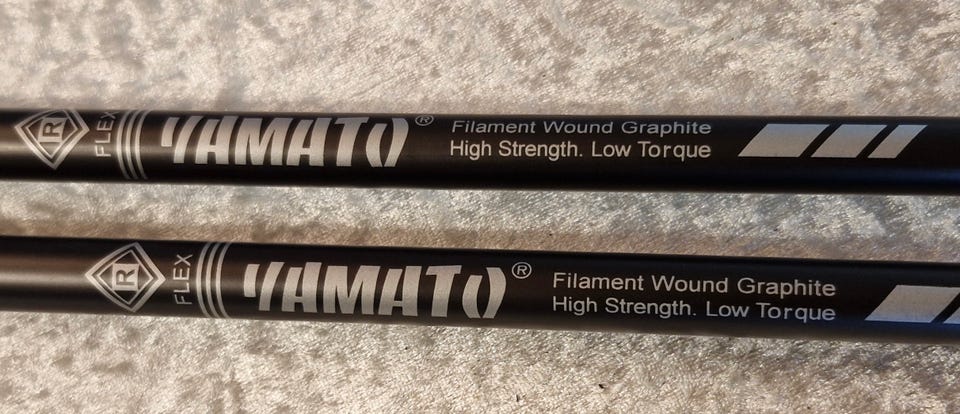 R
FLEX
YAMATO®
Filament Wound Graphite
High Strength. Low Torque
R
FLEX
YAMATO®
Filament Wound Graphite
High Strength. Low Torque